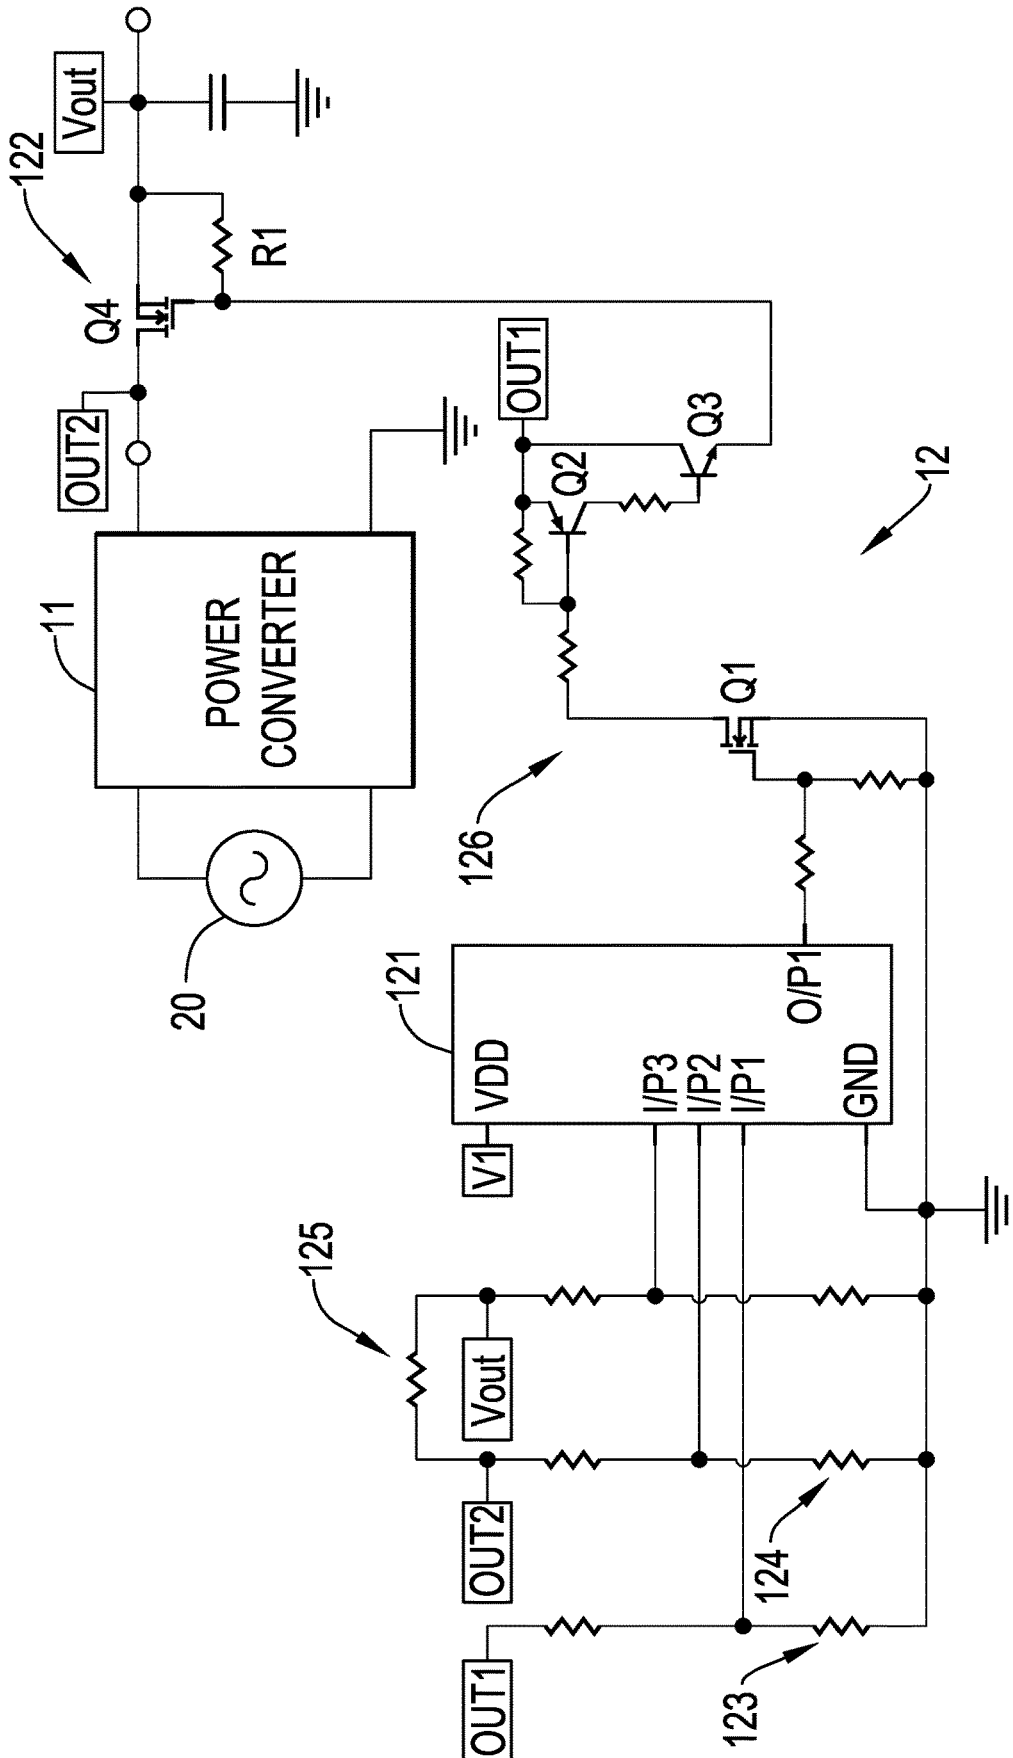 20
11
POWER
CONVERTER
OUT2
Q4
122
Vout
R1
125
121
126
OUT1
Q2
Q3
12
OUT1
OUT2
Vout
V1
VDD
I/P3
I/P2
I/P1
GND
O/P1
Q1
123
124